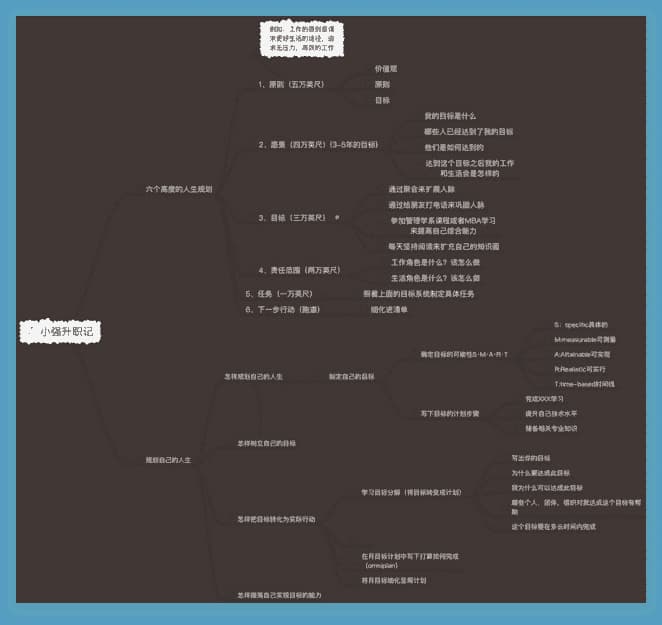 例如：工作的原则是谋
求更好生活的途径，追
求无压力，高效的工作
1、原则（五万英尺）
价值观
原则
目标
2、愿景（四万英尺）(3-5年的目标)
我的目标是什么
哪些人已经达到了我的目标
他们是如何达到的
达到这个目标之后我的工作
和生活会是怎样的
六个高度的人生规划
3、目标（三万英尺）
通过聚会来扩展人脉
通过给朋友打电话来巩固人脉
参加管理学系课程或者MBA学习
来提高自己综合能力
每天坚持阅读来扩充自己的知识面
4、责任范围（两万英尺）
工作角色是什么？该怎么做
生活角色是什么？该怎么做
5、任务（一万英尺）
照着上面的目标系统制定具体任务
6、下一步行动（跑道）
细化进清单
小强升职记
规划自己的人生
怎样规划自己的人生
制定自己的目标
确定目标的可能性S·M·A·R·T
S：specific具体的
M:measurable可测量
A:Attainable可实现
R:Realistic可实行
T:time-based时间线
写下目标的计划步骤
完成XXX学习
提升自己技术水平
储备相关专业知识
怎样树立自己的目标
怎样把目标转化为实际行动
学习目标分解（将目标转变成计划）
写出你的目标
为什么要达成此目标
我为什么可以达成此目标
哪些个人、团体、组织对我达成这个目标有帮
助
这个目标要在多长时间内完成
在月目标计划中写下打算如何完成
（omniplan）
将月目标细化至周计划
怎样提高自己实现目标的能力